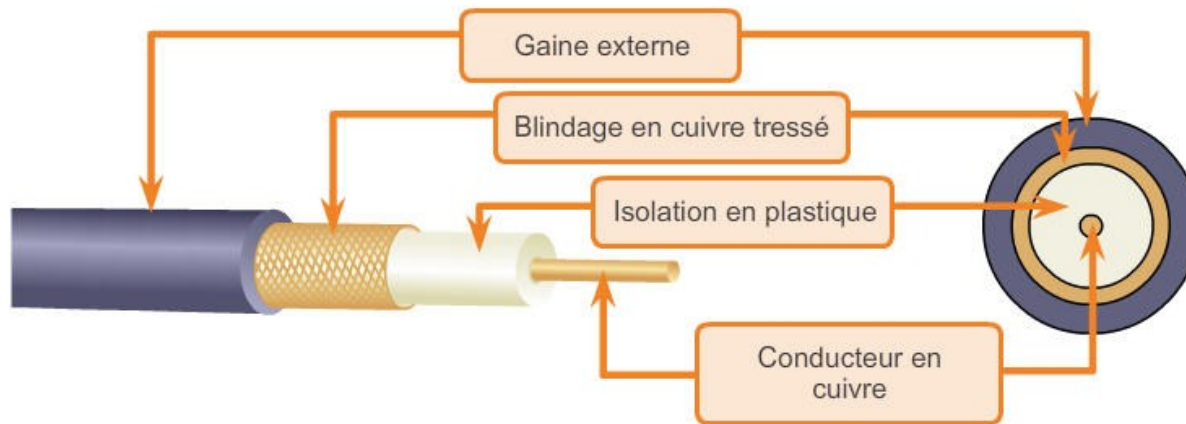 Gaine externe
Blindage en cuivre tressé
Isolation en plastique
Conducteur en
cuivre